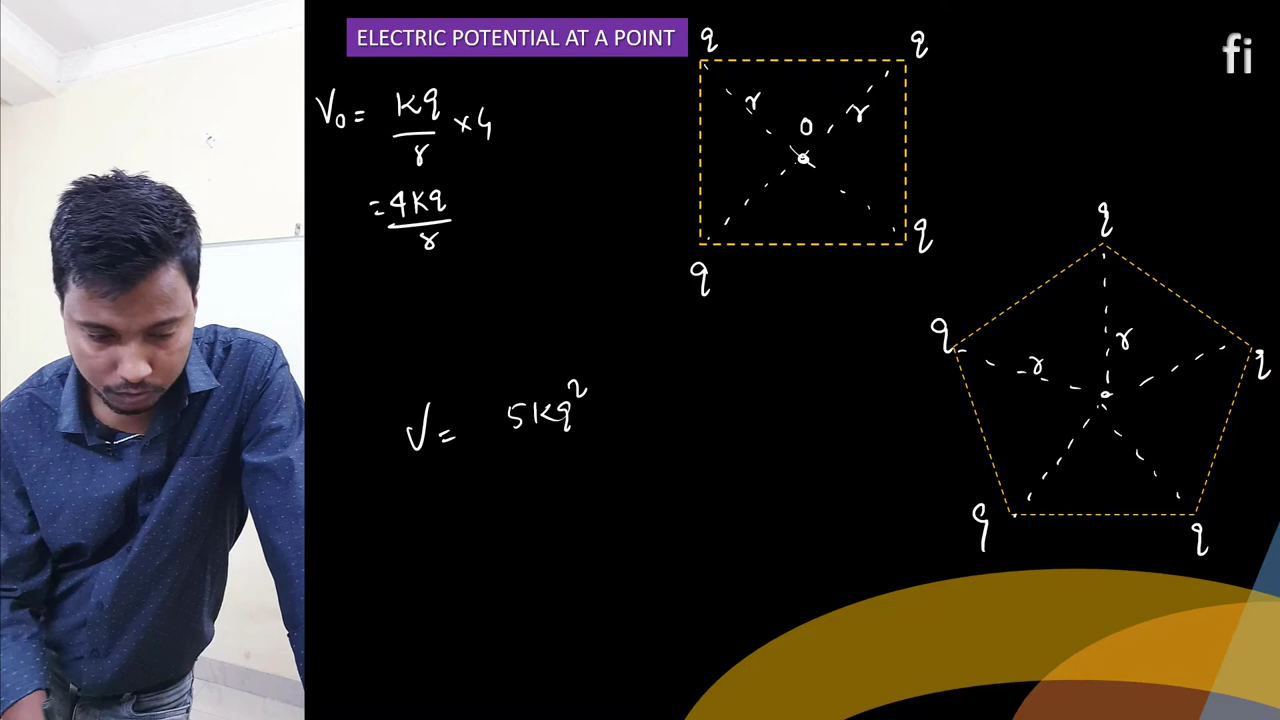 ELECTRIC POTENTIAL AT A POINT
fi
V₀ = Kq/r × 4
= 4Kq/r
q q
r r
O
q q
V = 5Kq²
q
q q
r r
q q